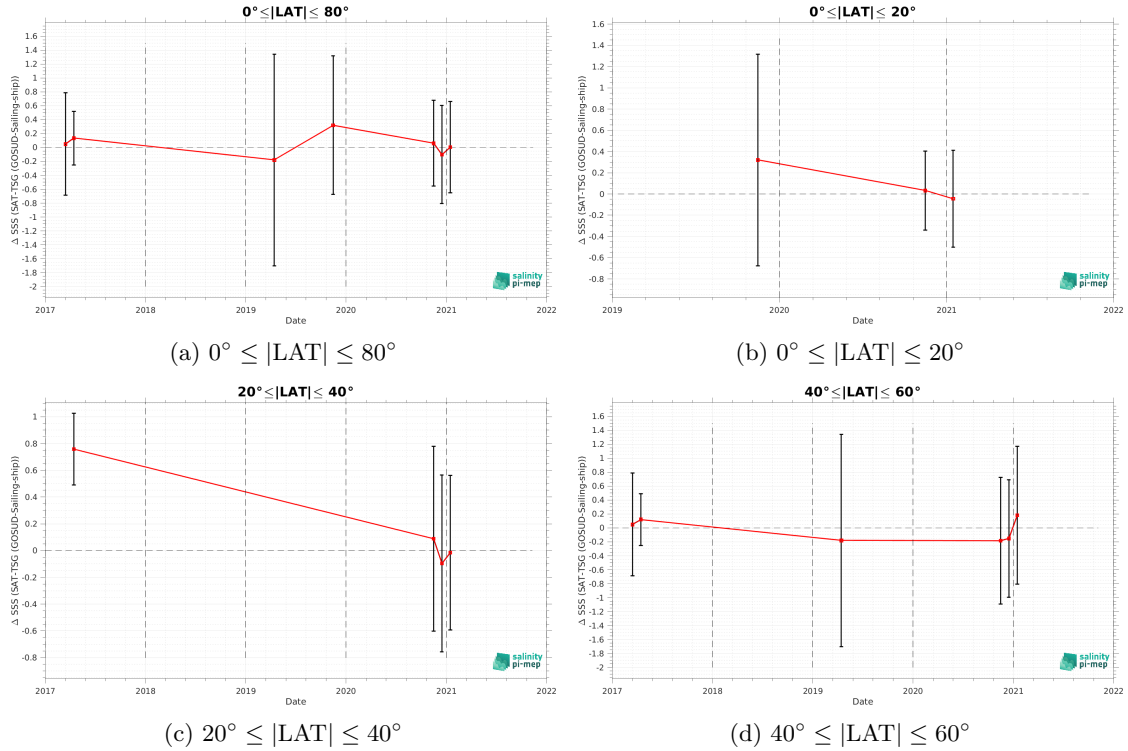 0°≤|LAT|≤ 80°
Δ SSS (SAT-TSG (GOSUD-Sailing-ship))
1.6
1.4
1.2
1
0.8
0.6
0.4
0.2
0
-0.2
-0.4
-0.6
-0.8
-1
-1.2
-1.4
-1.6
-1.8
-2
2017 2018 2019 2020 2021 2022
Date
salinity
pi-mep
(a) 0° ≤ |LAT| ≤ 80°
0°≤|LAT|≤ 20°
Δ SSS (SAT-TSG (GOSUD-Sailing-ship))
1.6
1.4
1.2
1
0.8
0.6
0.4
0.2
0
-0.2
-0.4
-0.6
-0.8
2019 2020 2021 2022
Date
salinity
pi-mep
(b) 0° ≤ |LAT| ≤ 20°
20°≤|LAT|≤ 40°
Δ SSS (SAT-TSG (GOSUD-Sailing-ship))
1
0.8
0.6
0.4
0.2
0
-0.2
-0.4
-0.6
-0.8
2017 2018 2019 2020 2021 2022
Date
salinity
pi-mep
(c) 20° ≤ |LAT| ≤ 40°
40°≤|LAT|≤ 60°
Δ SSS (SAT-TSG (GOSUD-Sailing-ship))
1.6
1.4
1.2
1
0.8
0.6
0.4
0.2
0
-0.2
-0.4
-0.6
-0.8
-1
-1.2
-1.4
-1.6
-1.8
-2
2017 2018 2019 2020 2021 2022
Date
salinity
pi-mep
(d) 40° ≤ |LAT| ≤ 60°